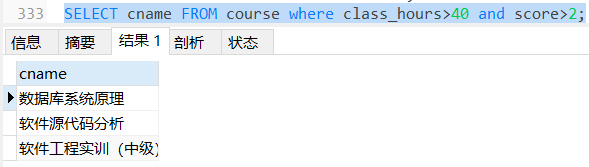 333 SELECT cname FROM course where class_hours>40 and score>2;
信息 摘要 结果 1 剖析 状态
cname
数据库系统原理
软件源代码分析
软件工程实训（中级）